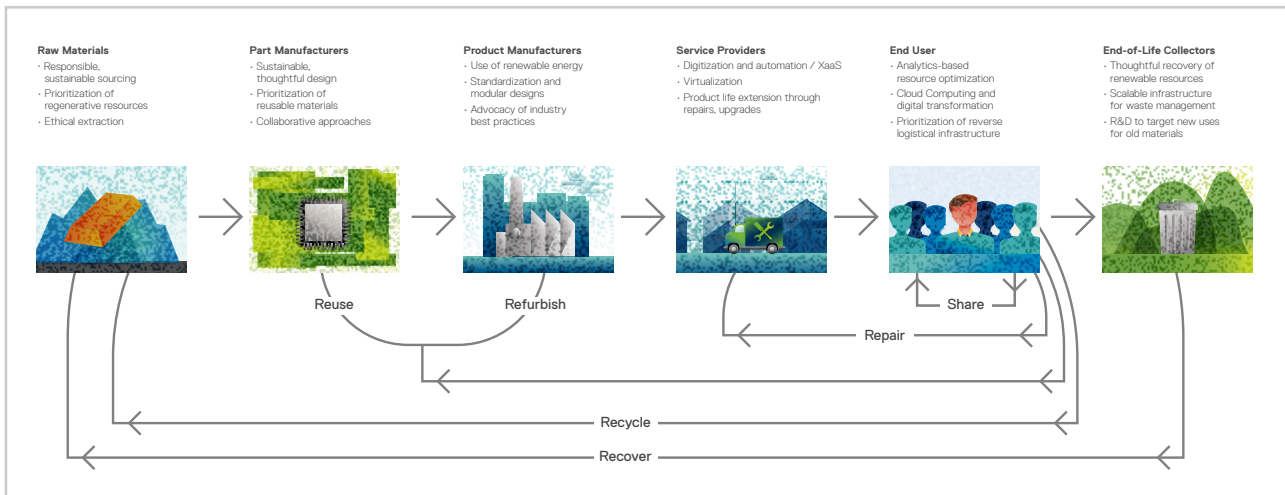 Raw Materials
· Responsible,
sustainable sourcing
· Prioritization of
regenerative resources
· Ethical extraction
Part Manufacturers
· Sustainable,
thoughtful design
· Prioritization of
reusable materials
· Collaborative approaches
Product Manufacturers
· Use of renewable energy
· Standardization and
modular designs
· Advocacy of industry
best practices
Service Providers
· Digitization and automation / XaaS
· Virtualization
· Product life extension through
repairs, upgrades
End User
· Analytics-based
resource optimization
· Cloud Computing and
digital transformation
· Prioritization of reverse
logistical infrastructure
End-of-Life Collectors
· Thoughtful recovery of
renewable resources
· Scalable infrastructure
for waste management
· R&D to target new uses
for old materials
Reuse
Refurbish
Share
Repair
Recycle
Recover